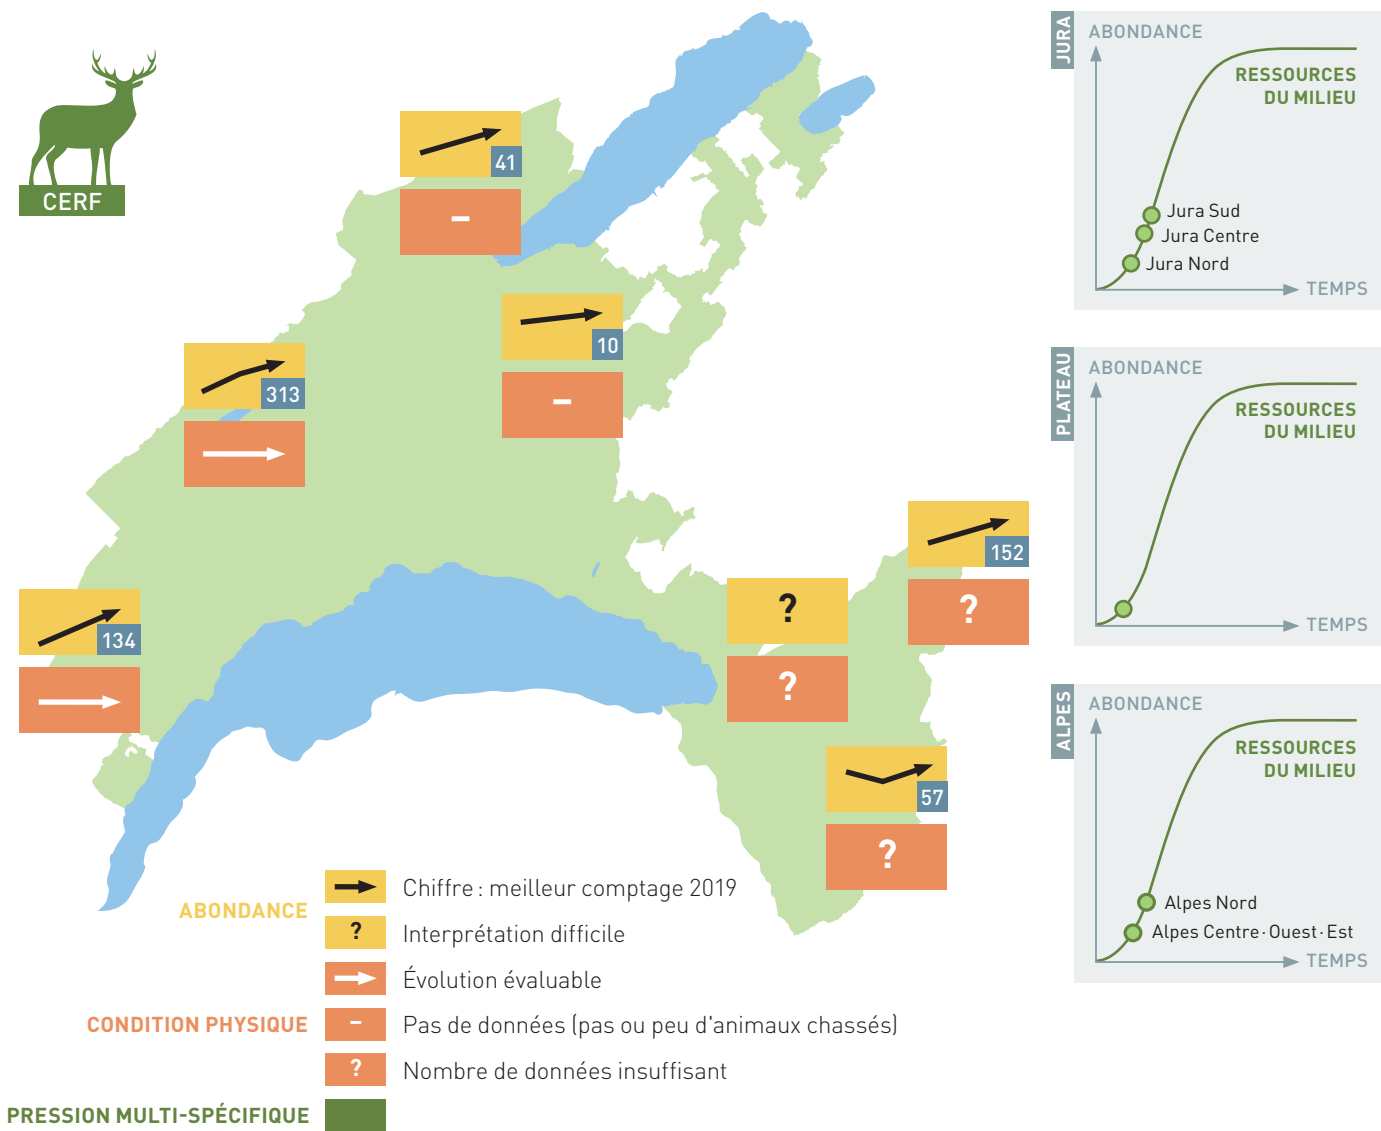 CERF
41
–
10
–
313
152
?
?
?
134
57
?
ABONDANCE
Chiffre : meilleur comptage 2019
?
Interprétation difficile
Évolution évaluable
CONDITION PHYSIQUE
–
Pas de données (pas ou peu d'animaux chassés)
?
Nombre de données insuffisant
PRESSION MULTI-SPÉCIFIQUE
JURA
ABONDANCE
RESSOURCES
DU MILIEU
Jura Sud
Jura Centre
Jura Nord
TEMPS
PLATEAU
ABONDANCE
RESSOURCES
DU MILIEU
TEMPS
ALPES
ABONDANCE
RESSOURCES
DU MILIEU
Alpes Nord
Alpes Centre · Ouest · Est
TEMPS